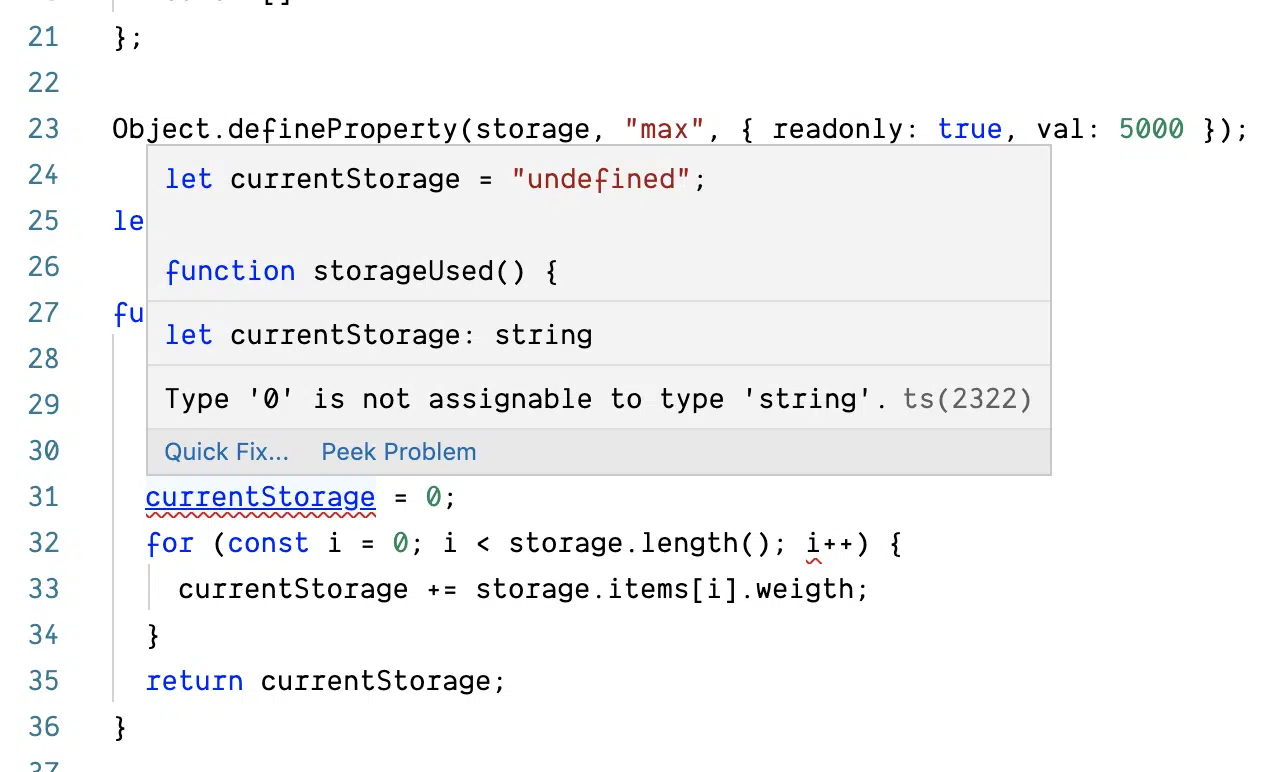 21 };
22
23 Object.defineProperty(storage, "max", { readonly: true, val: 5000 });
24 let currentStorage = "undefined";
25 le
26 function storageUsed() {
27 fu let currentStorage: string
28
29 Type '0' is not assignable to type 'string'. ts(2322)
30 Quick Fix... Peek Problem
31 currentStorage = 0;
32 for (const i = 0; i < storage.length(); i++) {
33 currentStorage += storage.items[i].weigth;
34 }
35 return currentStorage;
36 }